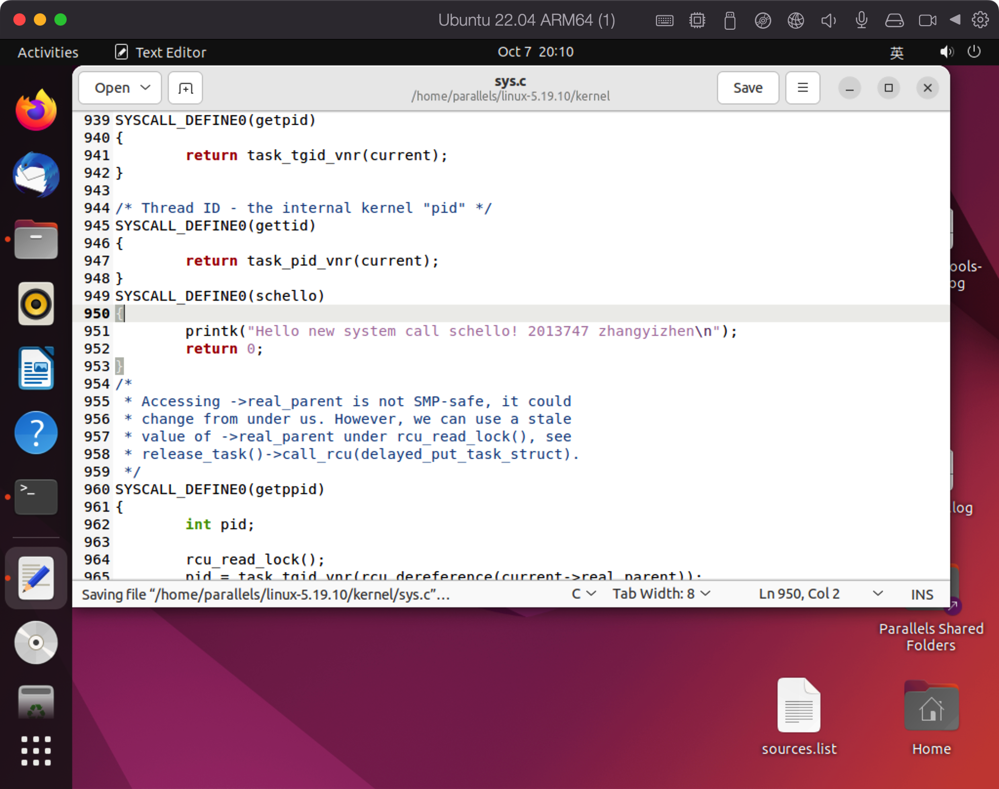 Ubuntu 22.04 ARM64 (1)
Activities
Text Editor
Oct 7 20:10
英
Open
sys.c
/home/parallels/linux-5.19.10/kernel
Save
939 SYSCALL_DEFINE0(getpid)
940 {
941         return task_tgid_vnr(current);
942 }
943
944 /* Thread ID - the internal kernel "pid" */
945 SYSCALL_DEFINE0(gettid)
946 {
947         return task_pid_vnr(current);
948 }
949 SYSCALL_DEFINE0(schello)
950 {
951         printk("Hello new system call schello! 2013747 zhangyizhen\n");
952         return 0;
953 }
954 /*
955  * Accessing ->real_parent is not SMP-safe, it could
956  * change from under us. However, we can use a stale
957  * value of ->real_parent under rcu_read_lock(), see
958  * release_task()->call_rcu(delayed_put_task_struct).
959  */
960 SYSCALL_DEFINE0(getppid)
961 {
962         int pid;
963
964         rcu_read_lock();
965         pid = task_tgid_vnr(rcu_dereference(current->real_parent));
Saving file “/home/parallels/linux-5.19.10/kernel/sys.c”...
C
Tab Width: 8
Ln 950, Col 2
INS
ools-
og
.log
Parallels Shared
Folders
sources.list
Home